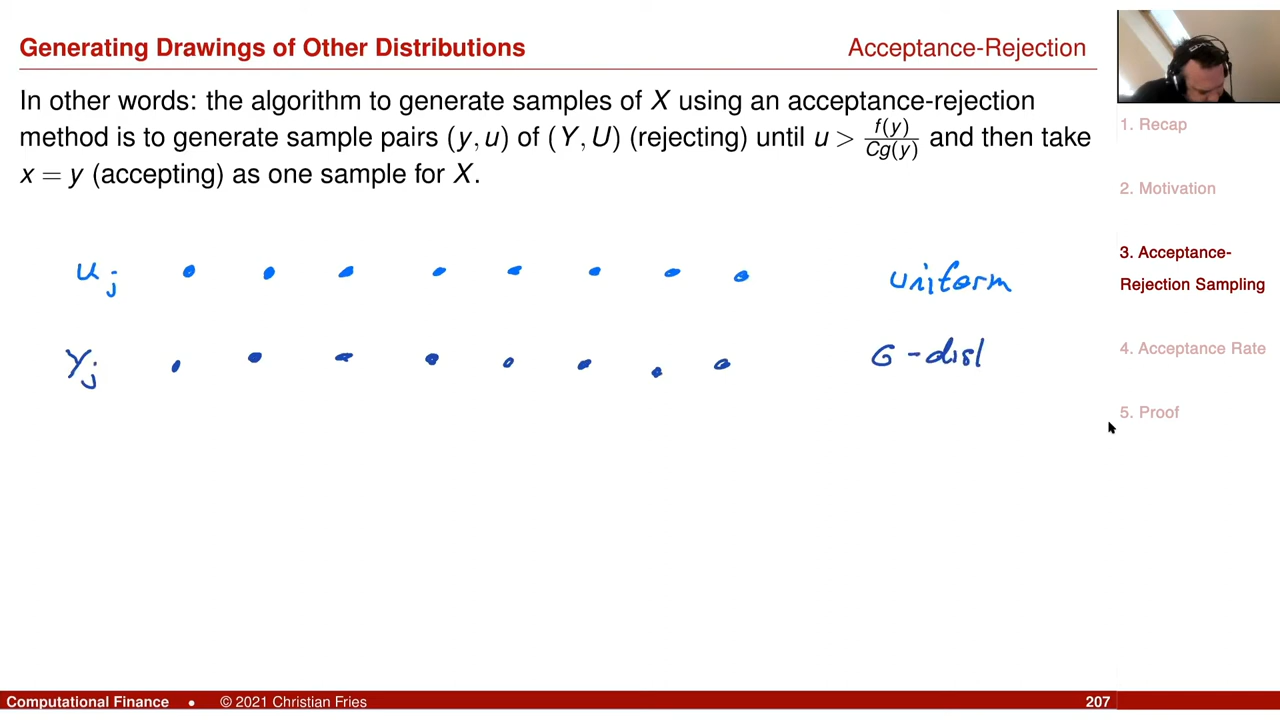 Generating Drawings of Other Distributions
Acceptance-Rejection
In other words: the algorithm to generate samples of X using an acceptance-rejection
method is to generate sample pairs (y, u) of (Y, U) (rejecting) until u > f(y)/Cg(y) and then take
x = y (accepting) as one sample for X.
u_j
uniform
Y_j
G-dist
1. Recap
2. Motivation
3. Acceptance-
Rejection Sampling
4. Acceptance Rate
5. Proof
Computational Finance • © 2021 Christian Fries
207